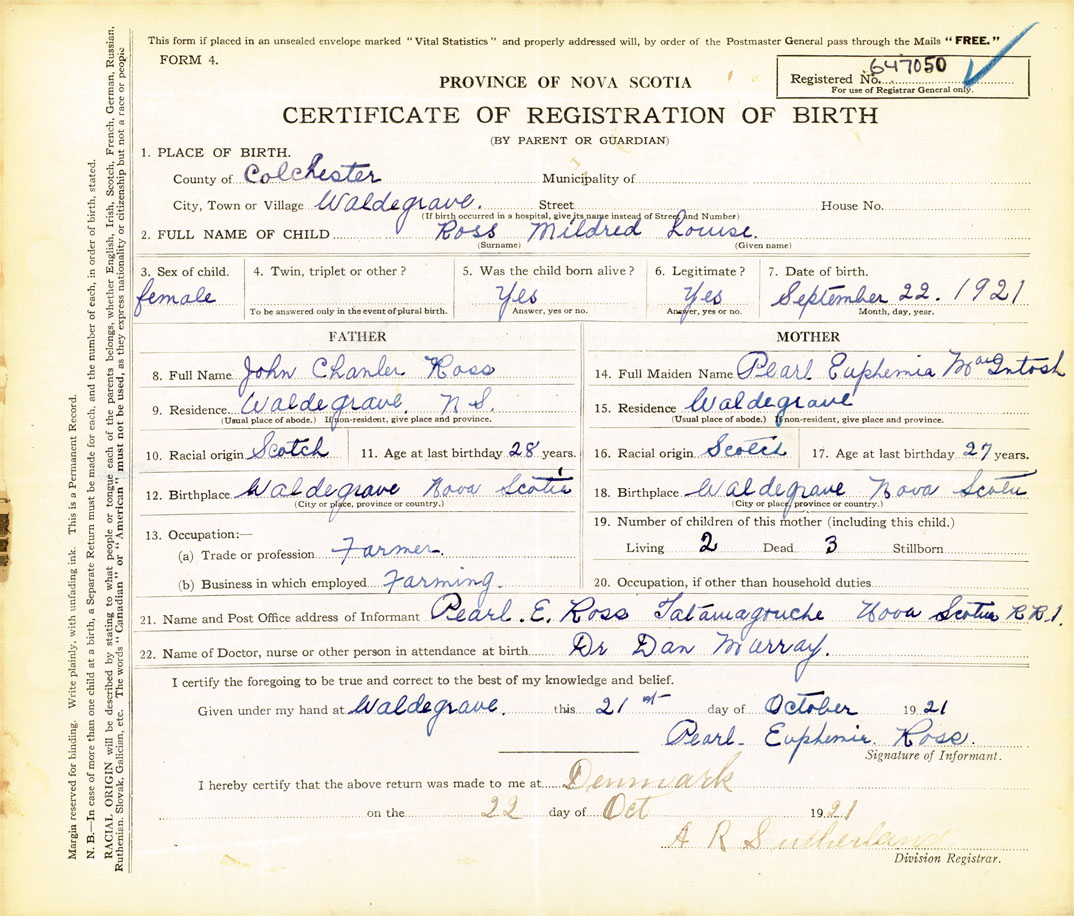 This form if placed in an unsealed envelope marked "Vital Statistics" and properly addressed will, by order of the Postmaster General pass through the Mails "FREE."
FORM 4.
647050
Registered No.
For use of Registrar General only.
PROVINCE OF NOVA SCOTIA
CERTIFICATE OF REGISTRATION OF BIRTH
(BY PARENT OR GUARDIAN)
1. PLACE OF BIRTH.
County of Colchester Municipality of
City, Town or Village Waldegrave. Street House No.
(If birth occurred in a hospital, give its name instead of Street and Number)
2. FULL NAME OF CHILD Ross Mildred Louise.
(Surname) (Given name)
3. Sex of child. 4. Twin, triplet or other? 5. Was the child born alive? 6. Legitimate? 7. Date of birth.
female Yes Yes September 22. 1921
To be answered only in the event of plural birth. Answer, yes or no. Answer, yes or no. Month, day, year.
FATHER MOTHER
8. Full Name John Chanler Ross 14. Full Maiden Name Pearl Euphemia MacIntosh
9. Residence Waldegrave, N S. 15. Residence Waldegrave
(Usual place of abode.) If non-resident, give place and province. (Usual place of abode.) If non-resident, give place and province.
10. Racial origin Scotch 11. Age at last birthday 28 years. 16. Racial origin Scotch 17. Age at last birthday 27 years.
12. Birthplace Waldegrave Nova Scotia 18. Birthplace Waldegrave Nova Scotia
(City or place, province or country.) (City or place, province or country.)
13. Occupation:— 19. Number of children of this mother (including this child.)
(a) Trade or profession Farmer. Living 2 Dead 3 Stillborn
(b) Business in which employed Farming. 20. Occupation, if other than household duties
21. Name and Post Office address of Informant Pearl. E. Ross Tatamagouche Nova Scotia R R 1.
22. Name of Doctor, nurse or other person in attendance at birth Dr Dan Murray.
I certify the foregoing to be true and correct to the best of my knowledge and belief.
Given under my hand at Waldegrave. this 21st day of October 1921
Pearl Euphemia Ross.
Signature of Informant.
I hereby certify that the above return was made to me at Denmark
on the 22 day of Oct 1921
A R Sutherland
Division Registrar.
Margin reserved for binding. Write plainly, with unfading ink. This is a Permanent Record.
N. B.—In case of more than one child at a birth, a Separate Return must be made for each, and the number of each, in order of birth, stated.
RACIAL ORIGIN will be described by stating to what people or tongue each of the parents belongs, whether English, Irish, Scotch, French, German, Russian,
Ruthenian, Slovak, Galician, etc. The words "Canadian" or "American" must not be used, as they express nationality or citizenship but not a race or people